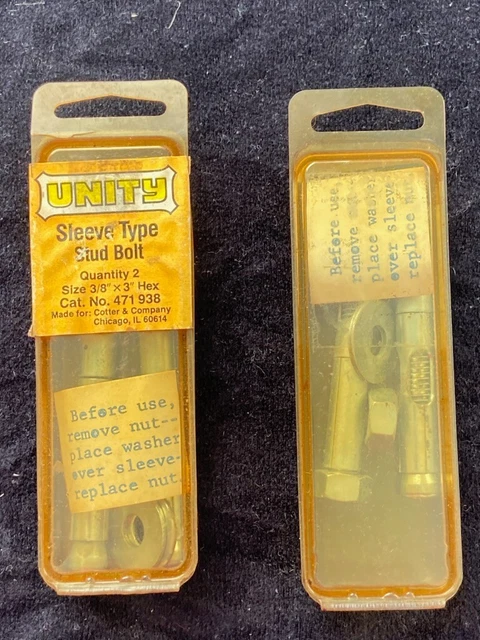 UNITY
Sleeve Type
Stud Bolt
Quantity 2
Size 3/8" × 3" Hex
Cat. No. 471 938
Made for: Cotter & Company
Chicago, IL 60614
Before use,
remove nut--
place washer
over sleeve-
replace nut.
Before use,
remove
place washer
over sleeve
replace nu